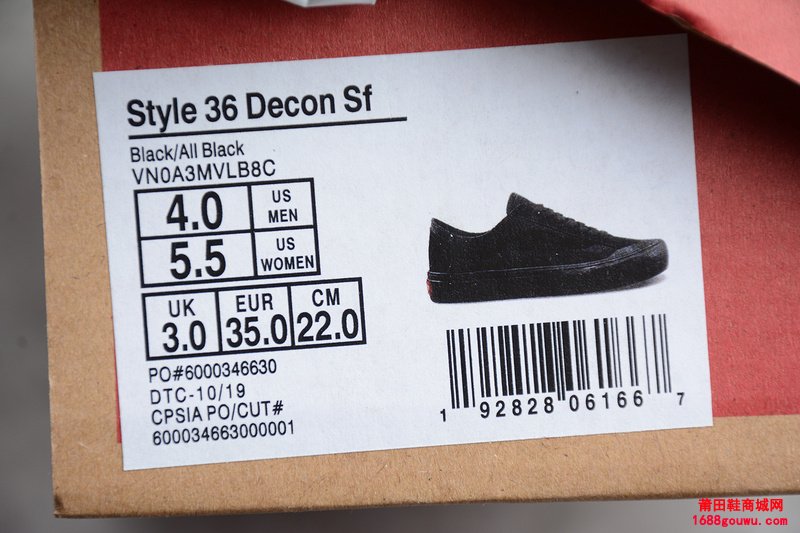 Style 36 Decon Sf
Black/All Black
VN0A3MVLB8C
4.0 US MEN
5.5 US WOMEN
UK EUR CM
3.0 35.0 22.0
PO#6000346630
DTC-10/19
CPSIA PO/CUT#
600034663000001
1 92828 06166 7
莆田鞋商城网
1688gouwu.com